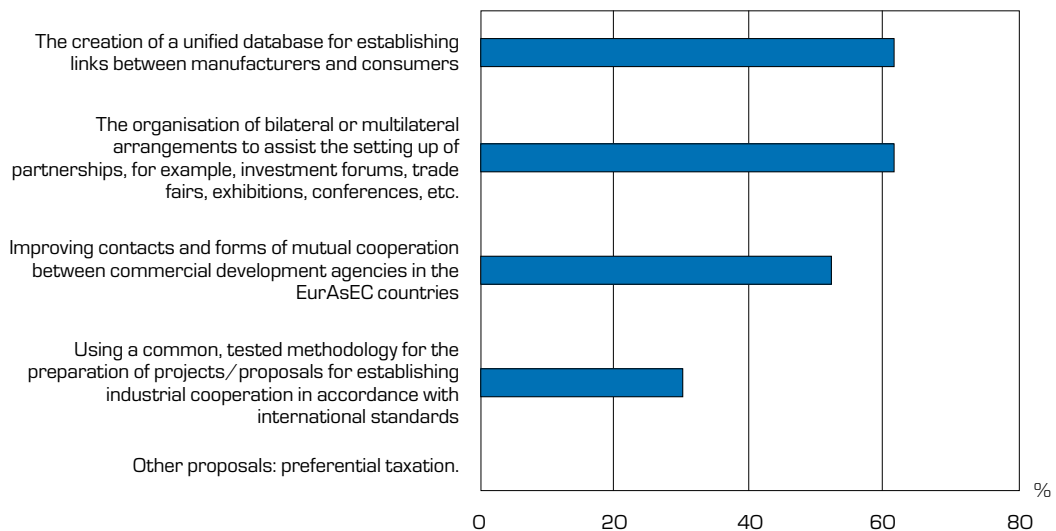 The creation of a unified database for establishing
links between manufacturers and consumers
The organisation of bilateral or multilateral
arrangements to assist the setting up of
partnerships, for example, investment forums, trade
fairs, exhibitions, conferences, etc.
Improving contacts and forms of mutual cooperation
between commercial development agencies in the
EurAsEC countries
Using a common, tested methodology for the
preparation of projects/proposals for establishing
industrial cooperation in accordance with
international standards
Other proposals: preferential taxation.
%
0 20 40 60 80